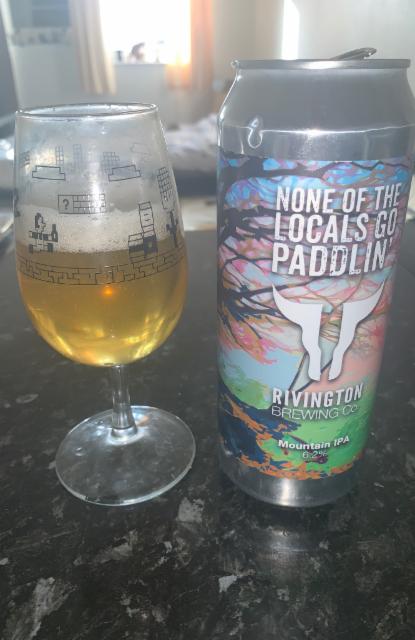 ?
NONE OF THE
LOCALS GO
PADDLIN'
RIVINGTON
BREWING Co
Mountain IPA
6.2%